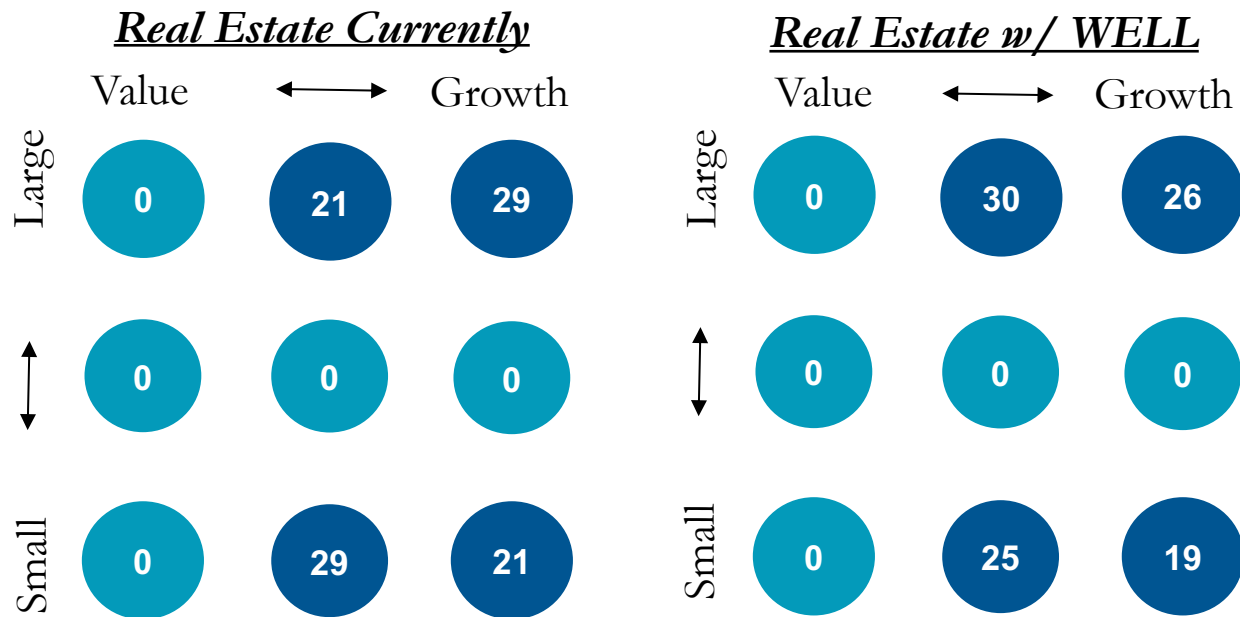 Real Estate Currently
Value Growth
Large
0 21 29
0 0 0
Small
0 29 21
Real Estate w/ WELL
Value Growth
Large
0 30 26
0 0 0
Small
0 25 19